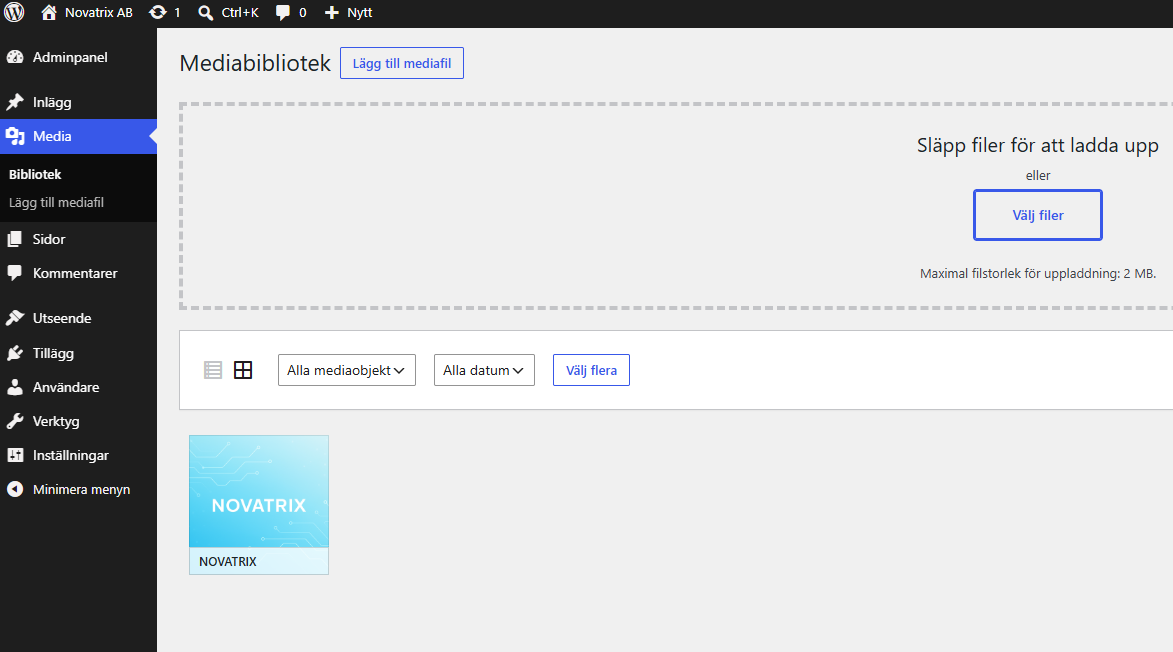 Novatrix AB 1 Ctrl+K 0 Nytt
Adminpanel
Inlägg
Media
Bibliotek
Lägg till mediafil
Sidor
Kommentarer
Utseende
Tillägg
Användare
Verktyg
Inställningar
Minimera menyn
Mediabibliotek Lägg till mediafil
Släpp filer för att ladda upp
eller
Välj filer
Maximal filstorlek för uppladdning: 2 MB.
Alla mediaobjekt Alla datum Välj flera
NOVATRIX
NOVATRIX